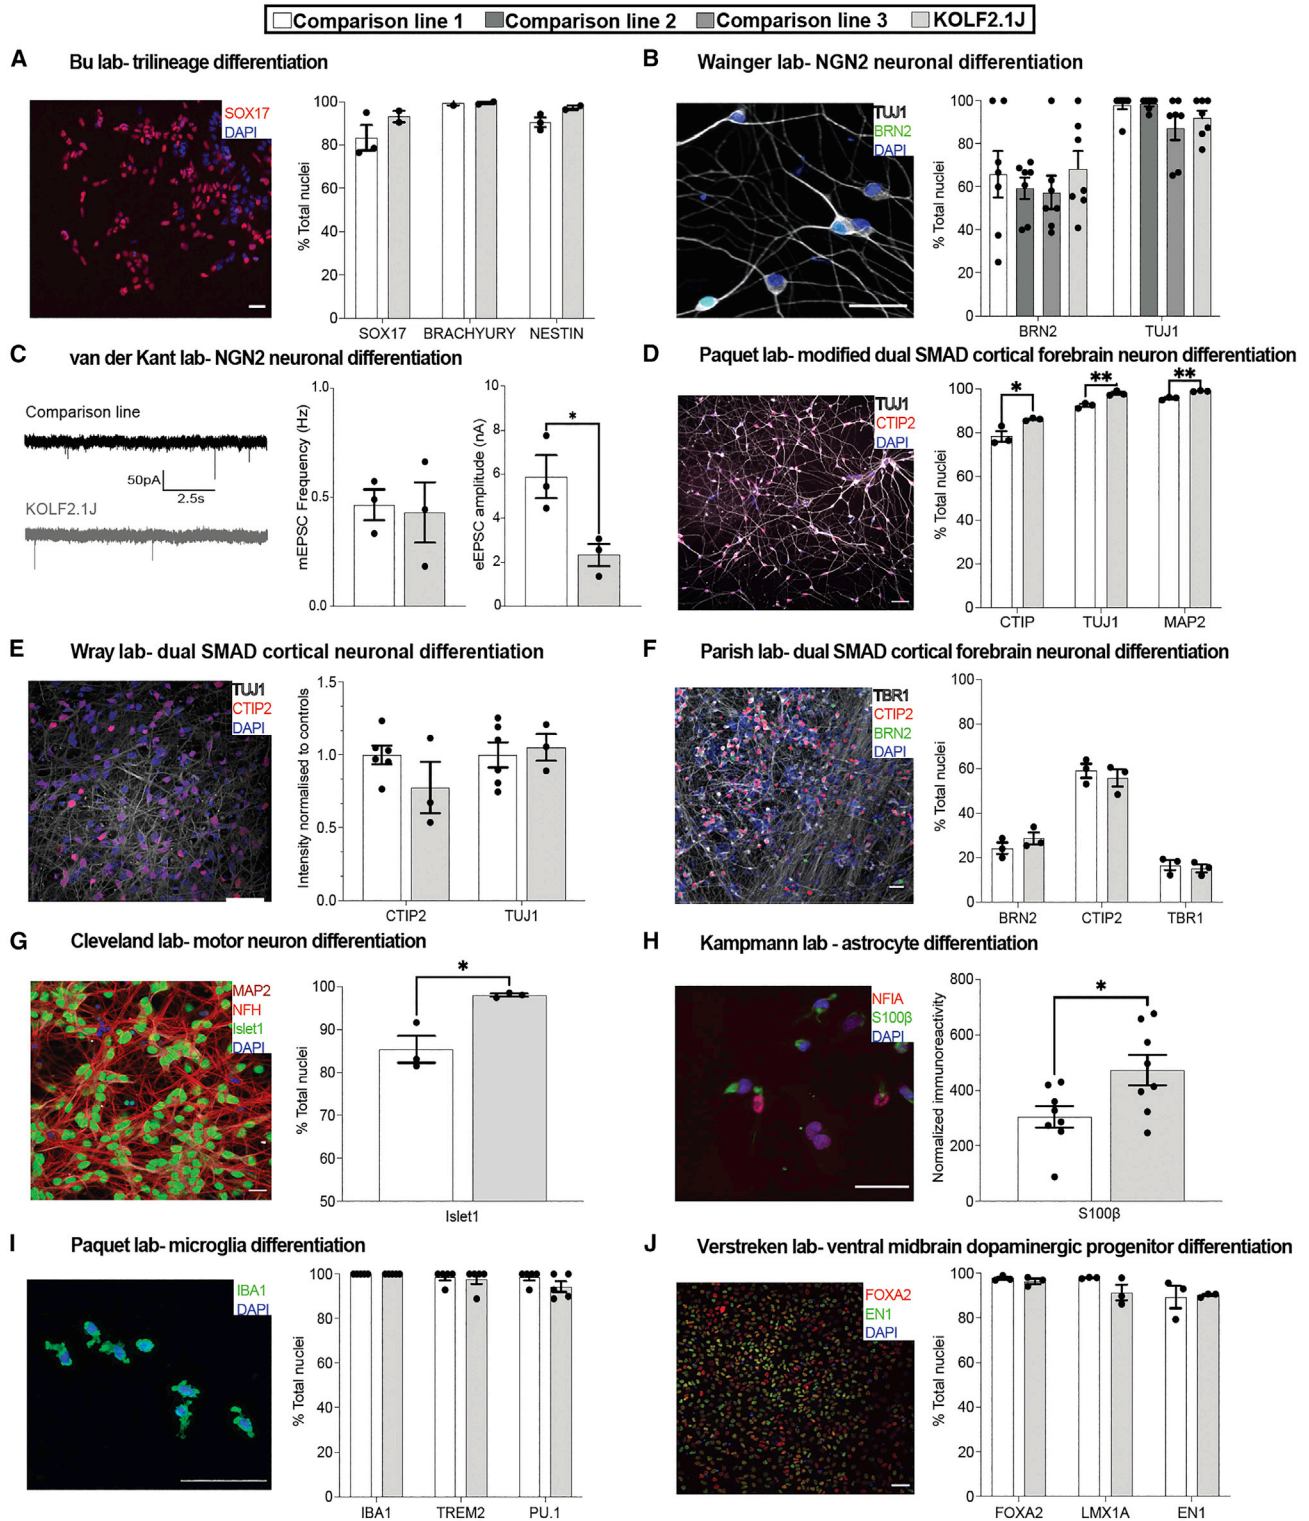 Comparison line 1 Comparison line 2 Comparison line 3 KOLF2.1J
A Bu lab- trilineage differentiation
SOX17
DAPI
% Total nuclei
100
80
60
40
20
0
SOX17 BRACHYURY NESTIN
B Wainger lab- NGN2 neuronal differentiation
TUJ1
BRN2
DAPI
% Total nuclei
100
80
60
40
20
0
BRN2 TUJ1
C van der Kant lab- NGN2 neuronal differentiation
Comparison line
50pA
2.5s
KOLF2.1J
mEPSC Frequency (Hz)
1.0
0.5
0.0
eEPSC amplitude (nA)
10
8
6
4
2
0
*
D Paquet lab- modified dual SMAD cortical forebrain neuron differentiation
TUJ1
CTIP2
DAPI
% Total nuclei
100
80
60
40
20
0
* ** **
CTIP TUJ1 MAP2
E Wray lab- dual SMAD cortical neuronal differentiation
TUJ1
CTIP2
DAPI
Intensity normalised to controls
1.5
1.0
0.5
0.0
CTIP2 TUJ1
F Parish lab- dual SMAD cortical forebrain neuronal differentiation
TBR1
CTIP2
BRN2
DAPI
% Total nuclei
100
80
60
40
20
0
BRN2 CTIP2 TBR1
G Cleveland lab- motor neuron differentiation
MAP2
NFH
Islet1
DAPI
% Total nuclei
100
90
80
70
60
50
*
Islet1
H Kampmann lab - astrocyte differentiation
NFIA
S100β
DAPI
Normalized immunoreactivity
800
600
400
200
0
*
S100β
I Paquet lab- microglia differentiation
IBA1
DAPI
% Total nuclei
100
80
60
40
20
0
IBA1 TREM2 PU.1
J Verstreken lab- ventral midbrain dopaminergic progenitor differentiation
FOXA2
EN1
DAPI
% Total nuclei
100
80
60
40
20
0
FOXA2 LMX1A EN1